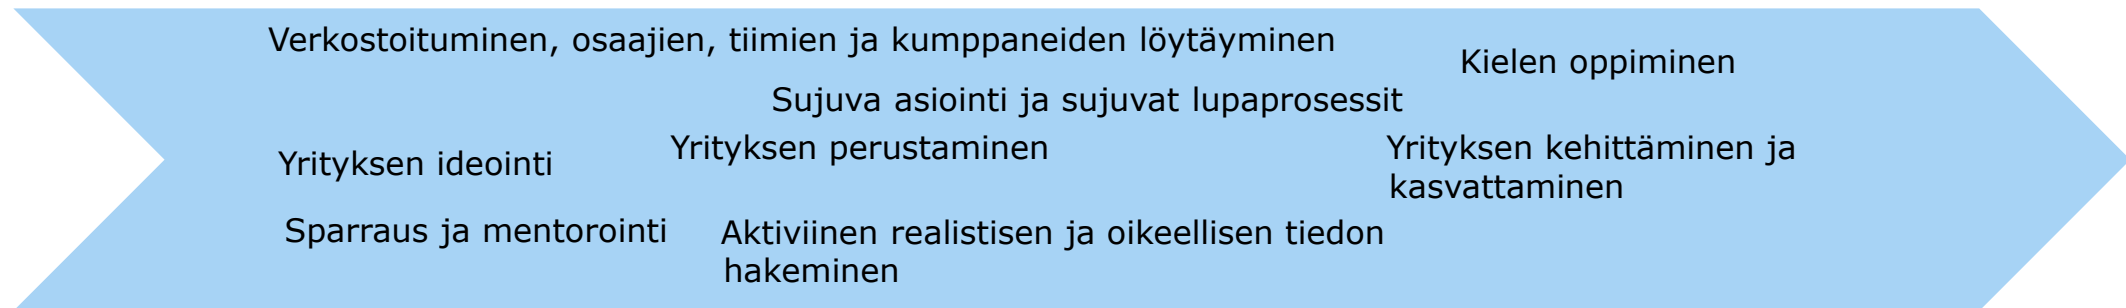 Verkostoituminen, osaajien, tiimien ja kumppaneiden löytäyminen
Kielen oppiminen
Sujuva asiointi ja sujuvat lupaprosessit
Yrityksen ideointi
Yrityksen perustaminen
Yrityksen kehittäminen ja
kasvattaminen
Sparraus ja mentorointi
Aktiviinen realistisen ja oikeellisen tiedon
hakeminen